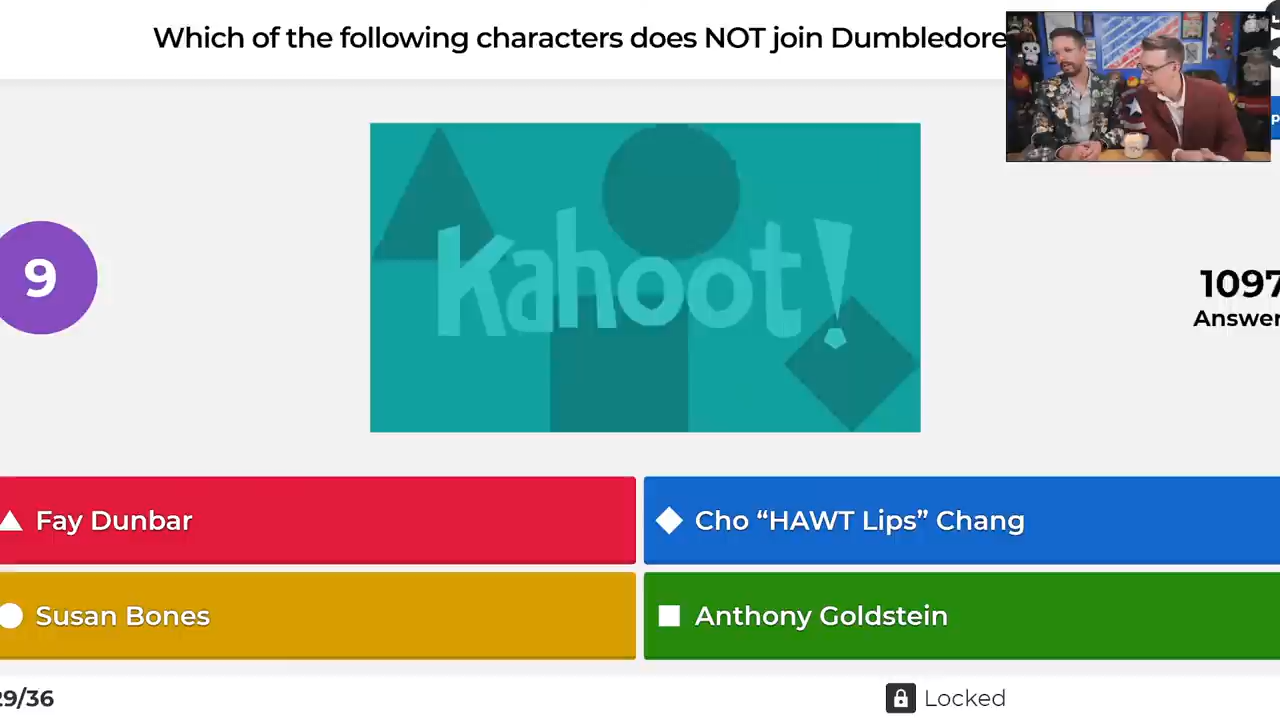 Which of the following characters does NOT join Dumbledore
9
Kahoot!
1097
Answer
Fay Dunbar
Cho “HAWT Lips” Chang
Susan Bones
Anthony Goldstein
29/36
Locked